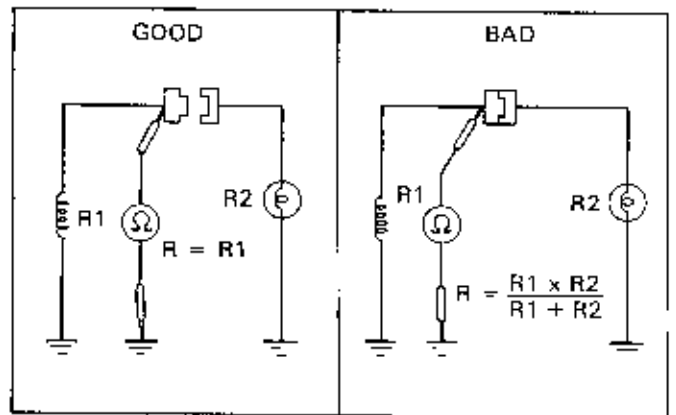 GOOD
R1
R2
Ω
R = R1
BAD
R1
R2
Ω
R = R1 x R2
R1 + R2